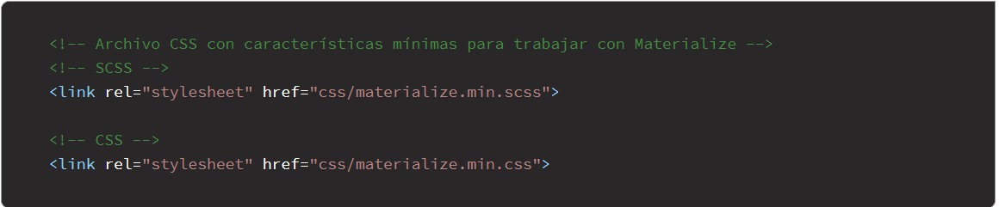 <!-- Archivo CSS con características mínimas para trabajar con Materialize -->
<!-- SCSS -->
<link rel="stylesheet" href="css/materialize.min.scss">
<!-- CSS -->
<link rel="stylesheet" href="css/materialize.min.css">